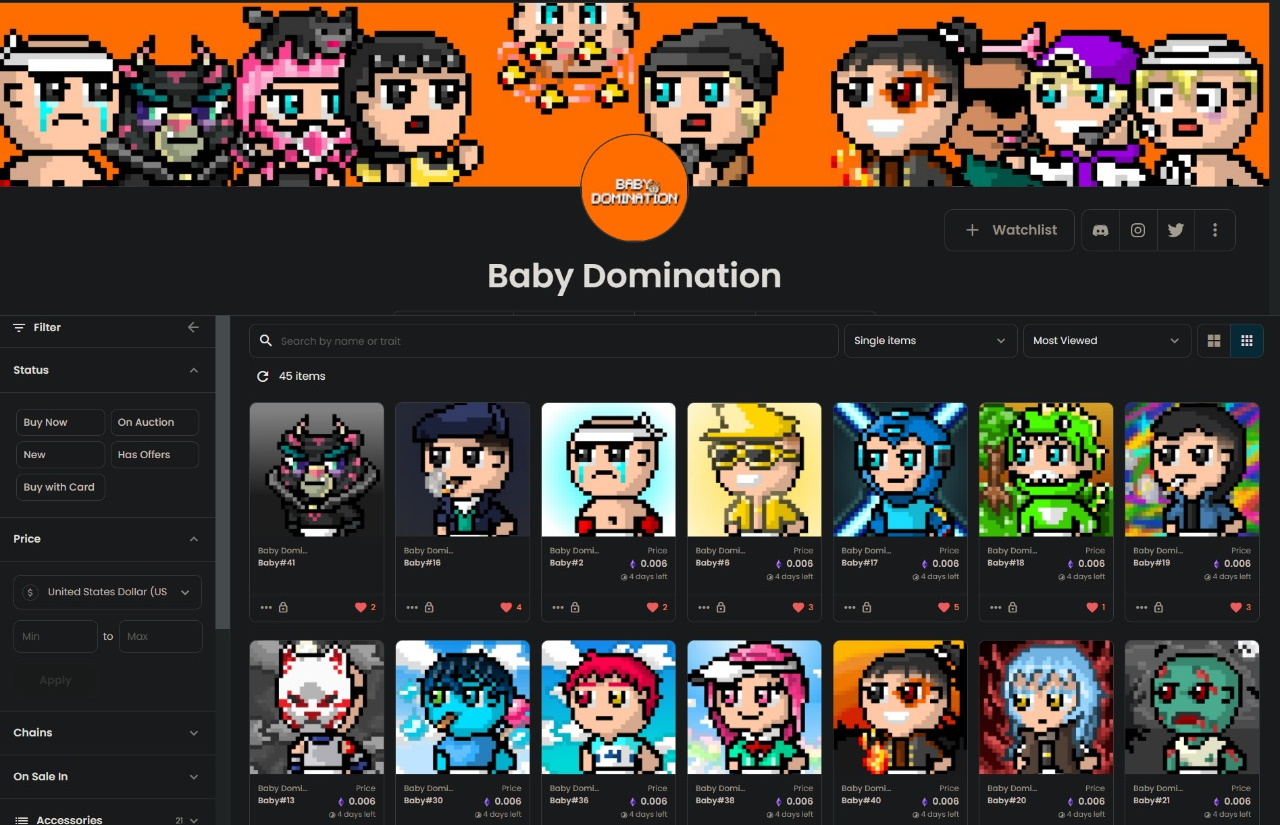 BABY
DOMINATION
Watchlist
Baby Domination
Filter
Search by name or trait
Single items
Most Viewed
Status
45 items
Buy Now
On Auction
New
Has Offers
Buy with Card
Price
$ United States Dollar (US
Min
to
Max
Apply
Chains
On Sale In
Accessories
21
Baby Domi...
Baby#41
2
Baby Domi...
Baby#16
4
Baby Domi... Price
Baby#2 0.006
4 days left
2
Baby Domi... Price
Baby#6 0.006
4 days left
3
Baby Domi... Price
Baby#17 0.006
4 days left
5
Baby Domi... Price
Baby#18 0.006
4 days left
1
Baby Domi... Price
Baby#19 0.006
4 days left
3
Baby Domi... Price
Baby#13 0.006
4 days left
Baby Domi... Price
Baby#30 0.006
4 days left
Baby Domi... Price
Baby#36 0.006
4 days left
Baby Domi... Price
Baby#38 0.006
4 days left
Baby Domi... Price
Baby#40 0.006
4 days left
Baby Domi... Price
Baby#20 0.006
4 days left
Baby Domi... Price
Baby#21 0.006
4 days left